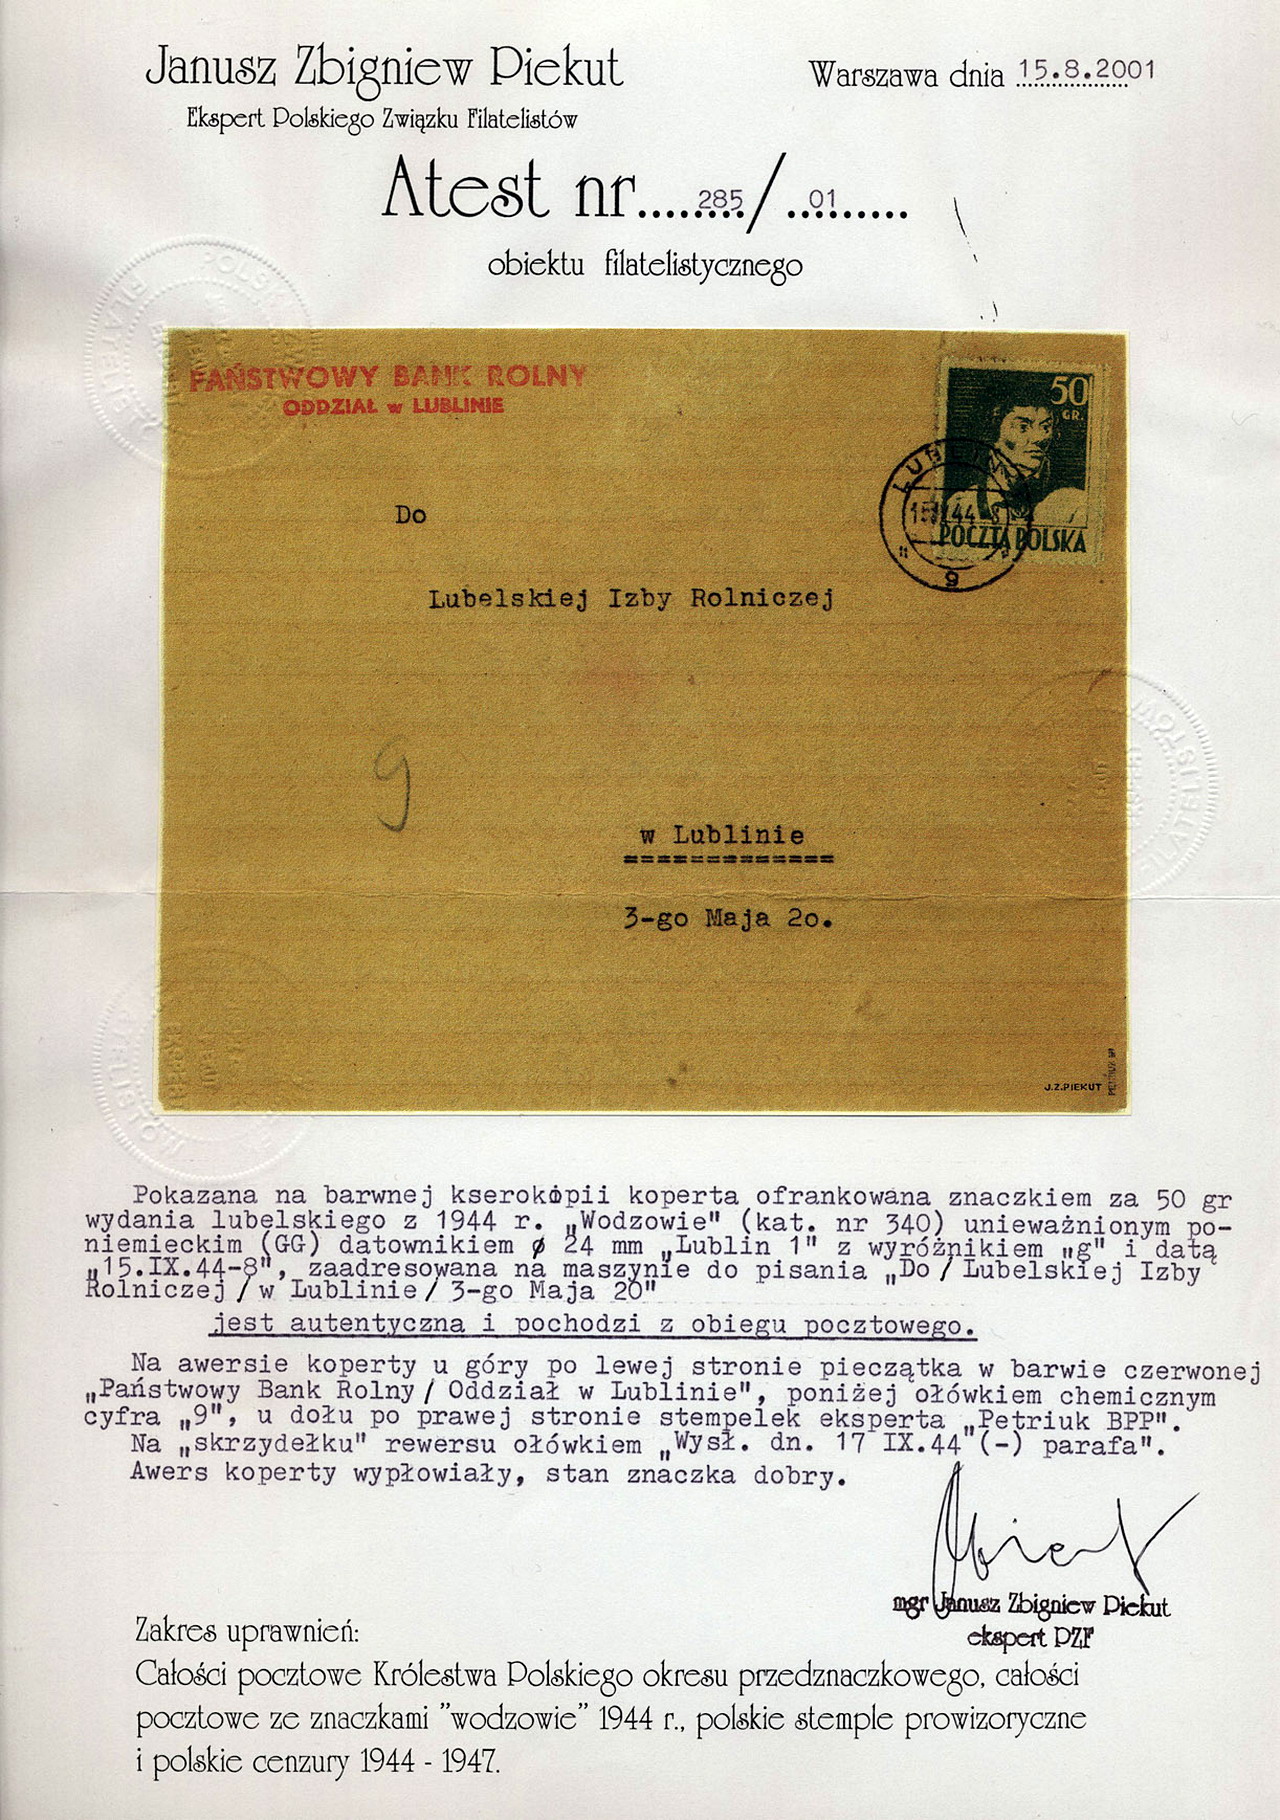 Janusz Zbigniew Piekut
Warszawa dnia 15.8.2001
Ekspert Polskiego Związku Filatelistów
Atest nr........285/..01........
obiektu filatelistycznego
PAŃSTWOWY BANK ROLNY
ODDZIAŁ w LUBLINIE
50
GR.
LUBLIN
15.IX.44-8
POCZTA POLSKA
g
Do
Lubelskiej Izby Rolniczej
9
w Lublinie
=============
3-go Maja 2o.
J.Z.PIEKUT
Pokazana na barwnej kserokopii koperta ofrankowana znaczkiem za 50 gr
wydania lubelskiego z 1944 r. „Wodzowie" (kat. nr 340) unieważnionym po-
niemieckim (GG) datownikiem ø 24 mm „Lublin 1" z wyróżnikiem „g" i datą
„15.IX.44-8", zaadresowana na maszynie do pisania „Do / Lubelskiej Izby
Rolniczej / w Lublinie / 3-go Maja 20"
jest autentyczna i pochodzi z obiegu pocztowego.
Na awersie koperty u góry po lewej stronie pieczątka w barwie czerwonej
„Państwowy Bank Rolny / Oddział w Lublinie", poniżej ołówkiem chemicznym
cyfra „9", u dołu po prawej stronie stempelek eksperta „Petriuk BPP".
Na „skrzydełku" rewersu ołówkiem „Wysł. dn. 17 IX.44 (-) parafa".
Awers koperty wypłowiały, stan znaczka dobry.
mgr Janusz Zbigniew Piekut
ekspert PZF
Zakres uprawnień:
Całości pocztowe Królestwa Polskiego okresu przedznaczkowego, całości
pocztowe ze znaczkami "wodzowie" 1944 r., polskie stemple prowizoryczne
i polskie cenzury 1944 - 1947.